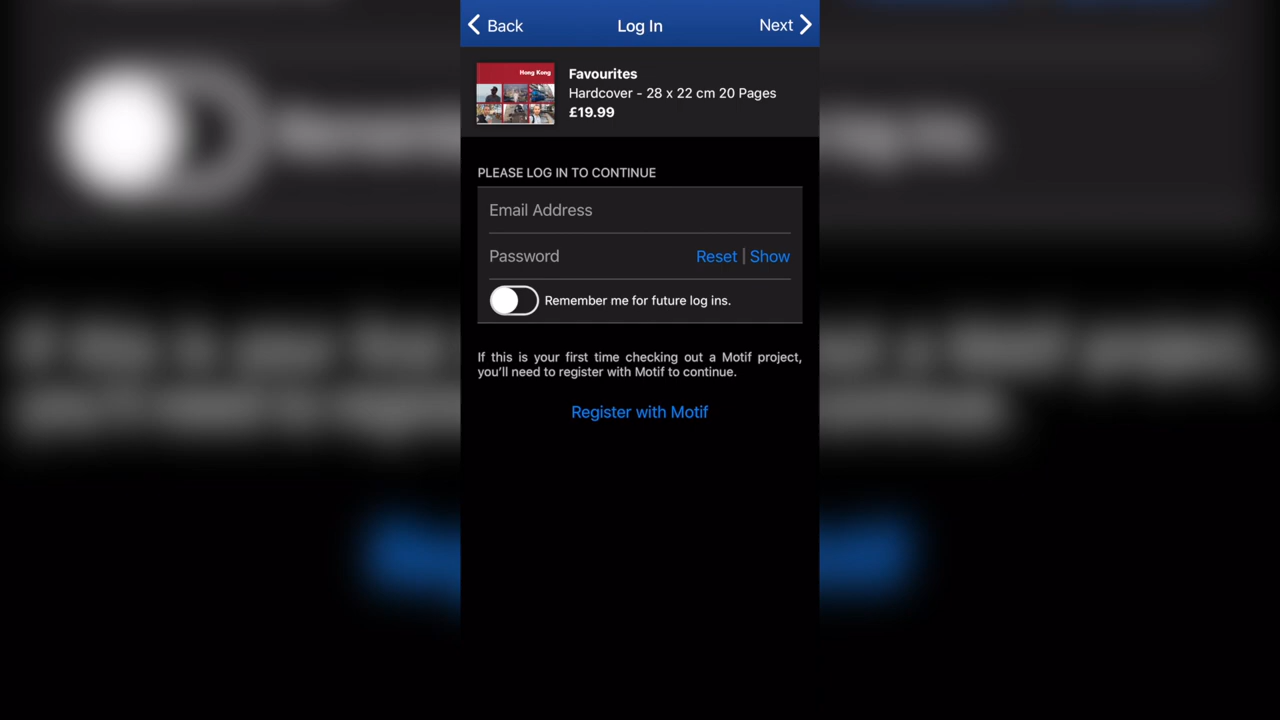 Back
Log In
Next
Hong Kong
Favourites
Hardcover - 28 x 22 cm 20 Pages
£19.99
PLEASE LOG IN TO CONTINUE
Email Address
Password
Reset | Show
Remember me for future log ins.
If this is your first time checking out a Motif project,
you'll need to register with Motif to continue.
Register with Motif